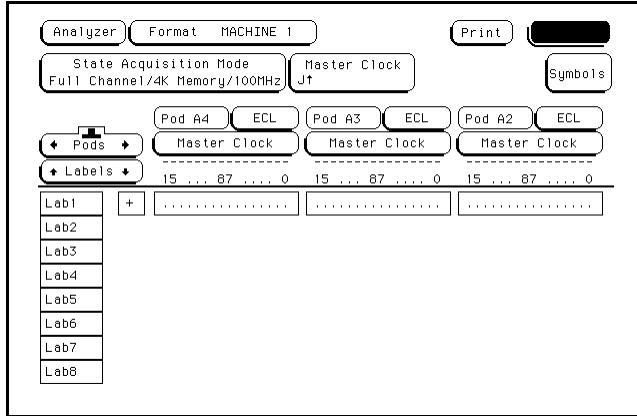 Analyzer Format MACHINE 1 Print
State Acquisition Mode
Full Channel/4K Memory/100MHz
Master Clock
J↑
Symbols
Pod A4 ECL Pod A3 ECL Pod A2 ECL
← Pods → Master Clock Master Clock Master Clock
↑ Labels ↓ 15 ... 87 .... 0 15 ... 87 .... 0 15 ... 87 .... 0
Lab1 + ................ ................ ................
Lab2
Lab3
Lab4
Lab5
Lab6
Lab7
Lab8